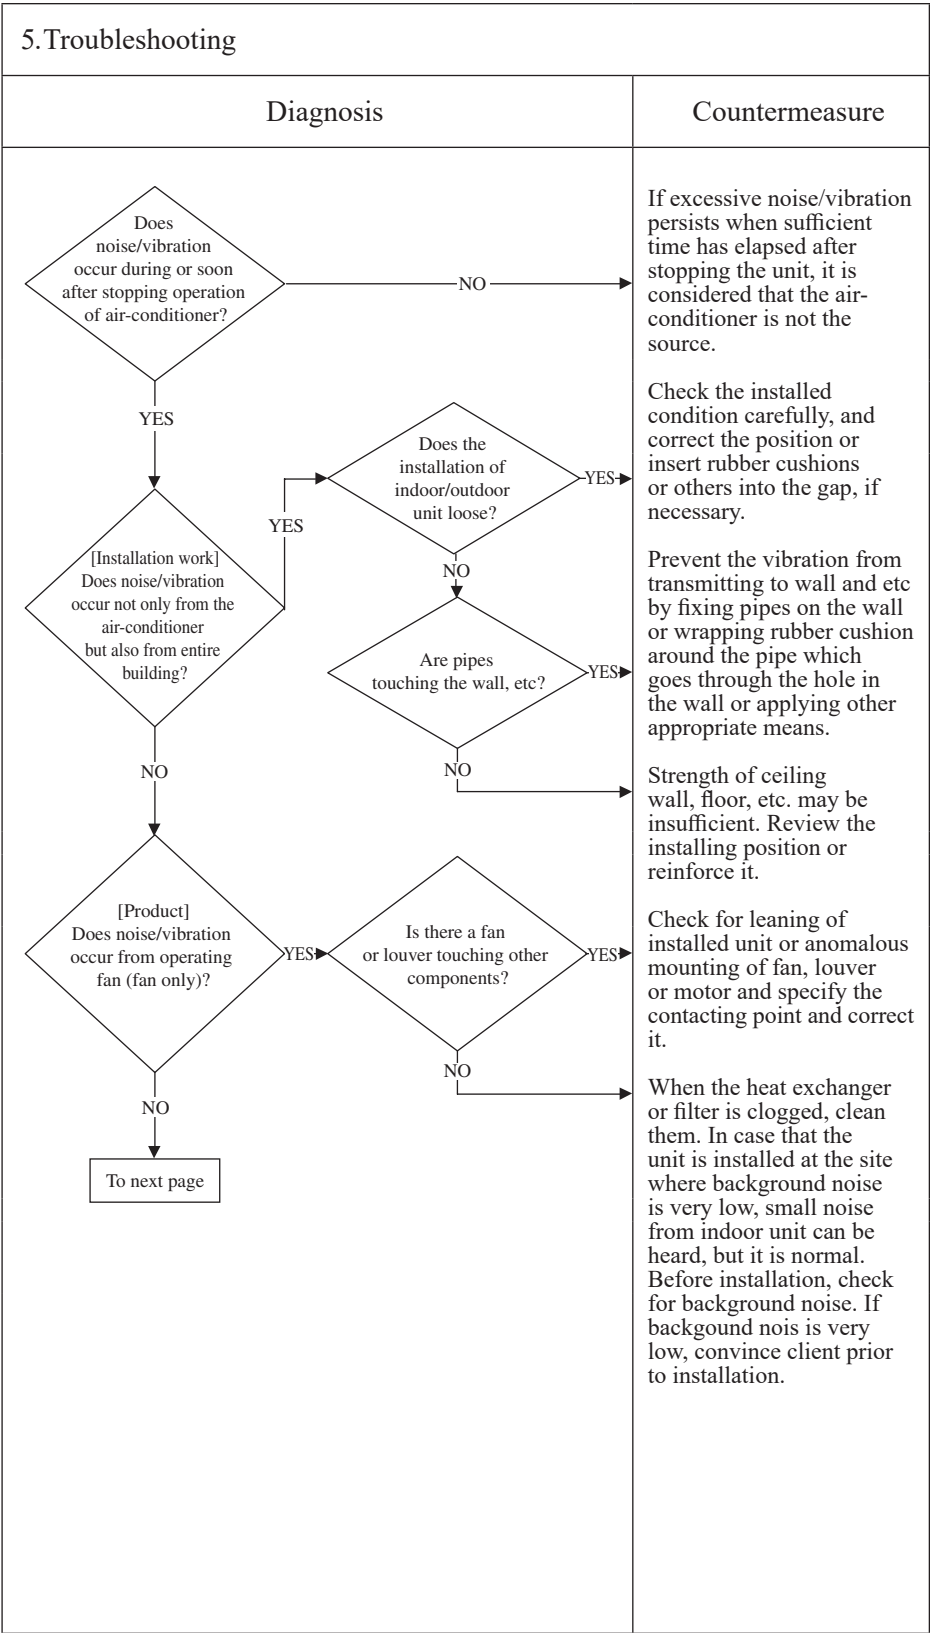 5.Troubleshooting
Diagnosis
Countermeasure
Does
noise/vibration
occur during or soon
after stopping operation
of air-conditioner?
NO
If excessive noise/vibration
persists when sufficient
time has elapsed after
stopping the unit, it is
considered that the air-
conditioner is not the
source.
YES
[Installation work]
Does noise/vibration
occur not only from the
air-conditioner
but also from entire
building?
YES
Does the
installation of
indoor/outdoor
unit loose?
YES
Check the installed
condition carefully, and
correct the position or
insert rubber cushions
or others into the gap, if
necessary.
NO
Are pipes
touching the wall, etc?
YES
Prevent the vibration from
transmitting to wall and etc
by fixing pipes on the wall
or wrapping rubber cushion
around the pipe which
goes through the hole in
the wall or applying other
appropriate means.
NO
Strength of ceiling
wall, floor, etc. may be
insufficient. Review the
installing position or
reinforce it.
NO
[Product]
Does noise/vibration
occur from operating
fan (fan only)?
YES
Is there a fan
or louver touching other
components?
YES
Check for leaning of
installed unit or anomalous
mounting of fan, louver
or motor and specify the
contacting point and correct
it.
NO
When the heat exchanger
or filter is clogged, clean
them. In case that the
unit is installed at the site
where background noise
is very low, small noise
from indoor unit can be
heard, but it is normal.
Before installation, check
for background noise. If
backgound nois is very
low, convince client prior
to installation.
NO
To next page